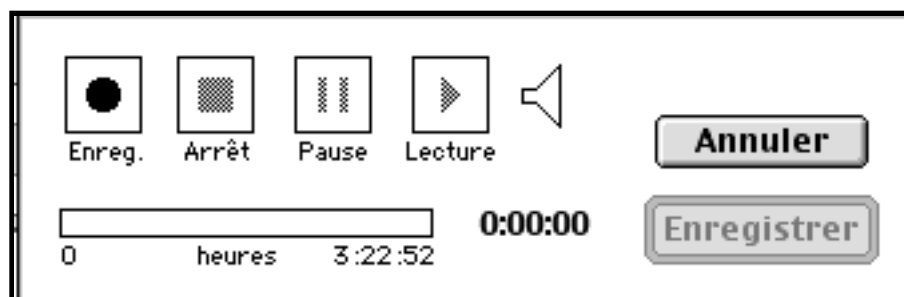 Enreg. Arrêt Pause Lecture
Annuler
0:00:00
Enregistrer
0 heures 3:22:52